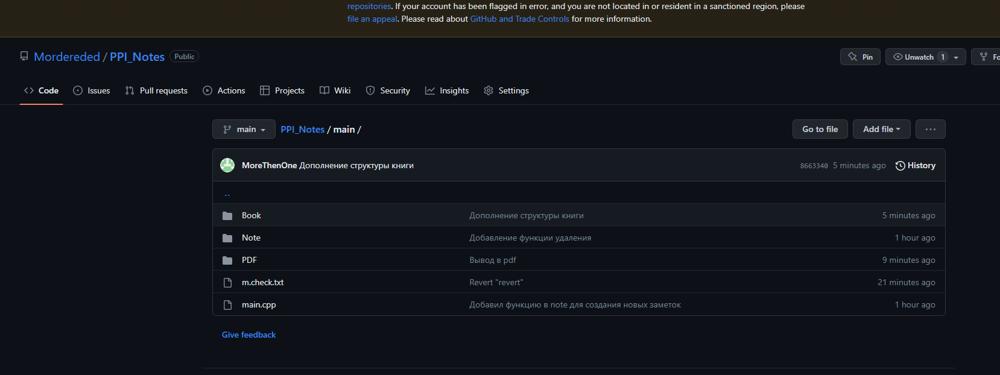 repositories. If your account has been flagged in error, and you are not located in or resident in a sanctioned region, please
file an appeal. Please read about GitHub and Trade Controls for more information.
Mordereded / PPI_Notes Public
Pin Unwatch 1 Fo
Code Issues Pull requests Actions Projects Wiki Security Insights Settings
main PPI_Notes / main / Go to file Add file ...
MoreThenOne Дополнение структуры книги 8663340 5 minutes ago History
..
Book Дополнение структуры книги 5 minutes ago
Note Добавление функции удаления 1 hour ago
PDF Вывод в pdf 9 minutes ago
m.check.txt Revert "revert" 21 minutes ago
main.cpp Добавил функцию в note для создания новых заметок 1 hour ago
Give feedback